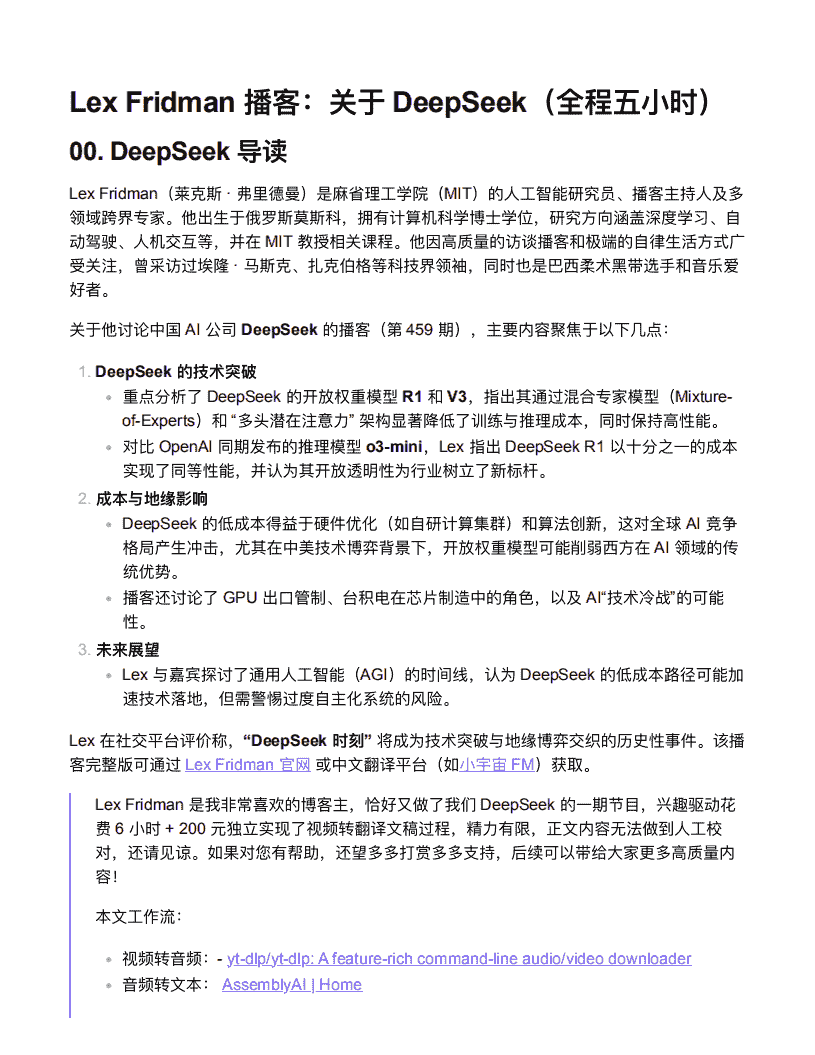 Lex Fridman 播客：关于 DeepSeek（全程五小时）
00. DeepSeek 导读
Lex Fridman（莱克斯 · 弗里德曼）是麻省理工学院（MIT）的人工智能研究员、播客主持人及多
领域跨界专家。他出生于俄罗斯莫斯科，拥有计算机科学博士学位，研究方向涵盖深度学习、自
动驾驶、人机交互等，并在 MIT 教授相关课程。他因高质量的访谈播客和极端的自律生活方式广
受关注，曾采访过埃隆 · 马斯克、扎克伯格等科技界领袖，同时也是巴西柔术黑带选手和音乐爱
好者。
关于他讨论中国 AI 公司 DeepSeek 的播客（第 459 期），主要内容聚焦于以下几点：
1. DeepSeek 的技术突破
• 重点分析了 DeepSeek 的开放权重模型 R1 和 V3，指出其通过混合专家模型（Mixture-
of-Experts）和 “多头潜在注意力” 架构显著降低了训练与推理成本，同时保持高性能。
• 对比 OpenAI 同期发布的推理模型 o3-mini，Lex 指出 DeepSeek R1 以十分之一的成本
实现了同等性能，并认为其开放透明性为行业树立了新标杆。
2. 成本与地缘影响
• DeepSeek 的低成本得益于硬件优化（如自研计算集群）和算法创新，这对全球 AI 竞争
格局产生冲击，尤其在中美技术博弈背景下，开放权重模型可能削弱西方在 AI 领域的传
统优势。
• 播客还讨论了 GPU 出口管制、台积电在芯片制造中的角色，以及 AI“技术冷战”的可能
性。
3. 未来展望
• Lex 与嘉宾探讨了通用人工智能（AGI）的时间线，认为 DeepSeek 的低成本路径可能加
速技术落地，但需警惕过度自主化系统的风险。
Lex 在社交平台评价称，“DeepSeek 时刻” 将成为技术突破与地缘博弈交织的历史性事件。该播
客完整版可通过 Lex Fridman 官网 或中文翻译平台（如小宇宙 FM）获取。
Lex Fridman 是我非常喜欢的博客主，恰好又做了我们 DeepSeek 的一期节目，兴趣驱动花
费 6 小时 + 200 元独立实现了视频转翻译文稿过程，精力有限，正文内容无法做到人工校
对，还请见谅。如果对您有帮助，还望多多打赏多多支持，后续可以带给大家更多高质量内
容！
本文工作流：
• 视频转音频：- yt-dlp/yt-dlp: A feature-rich command-line audio/video downloader
• 音频转文本： AssemblyAI | Home